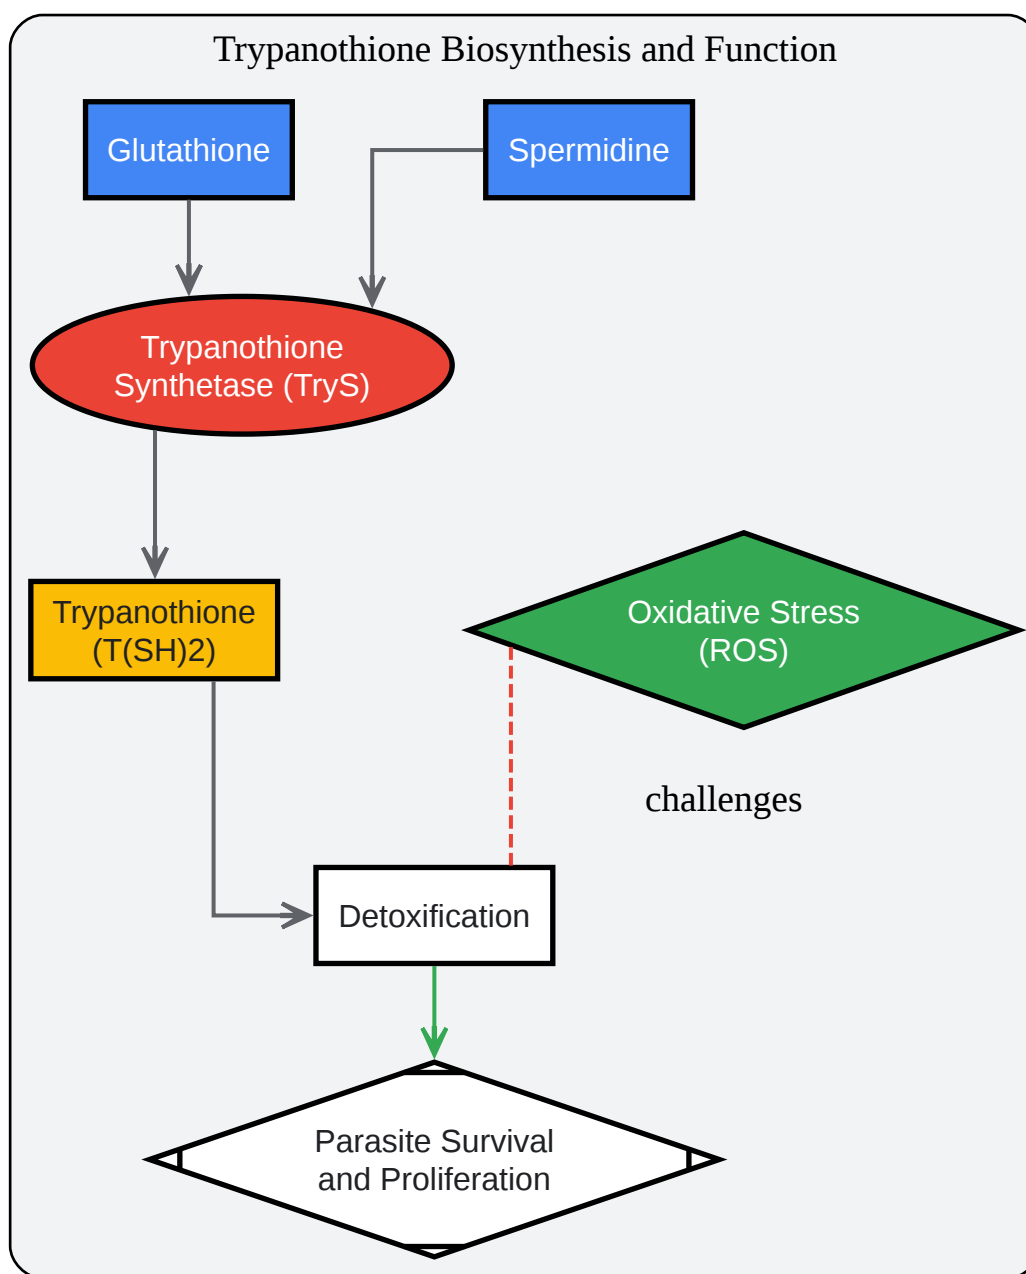 Trypanothione Biosynthesis and Function
Glutathione
Spermidine
Trypanothione
Synthetase (TryS)
Trypanothione
(T(SH)2)
Oxidative Stress
(ROS)
challenges
Detoxification
Parasite Survival
and Proliferation